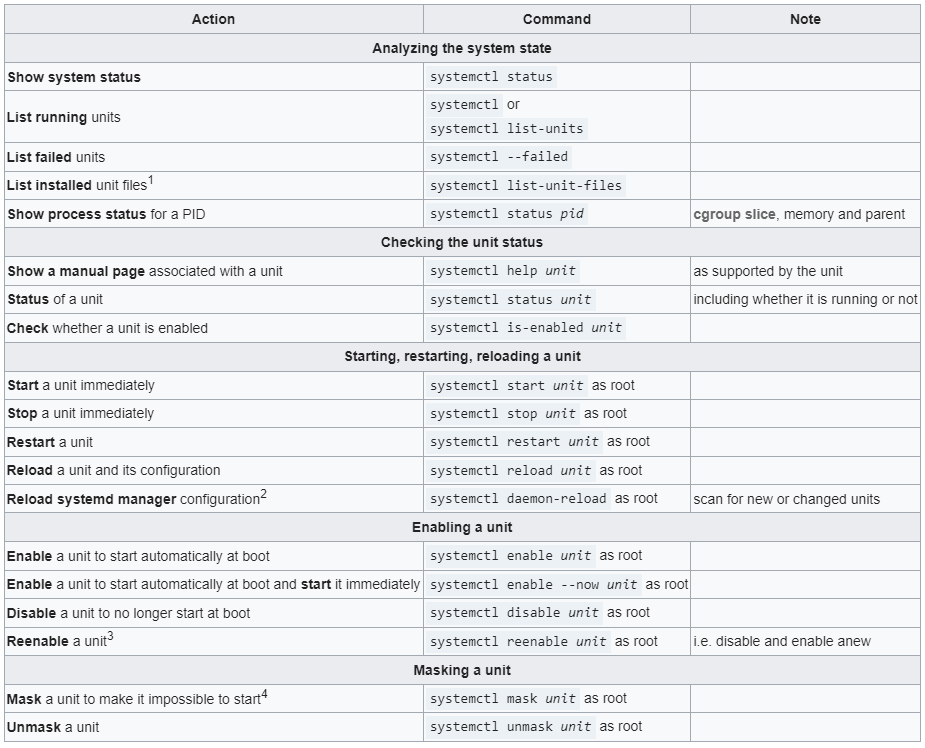 Action Command Note
Analyzing the system state
Show system status systemctl status
List running units systemctl or
systemctl list-units
List failed units systemctl --failed
List installed unit files1 systemctl list-unit-files
Show process status for a PID systemctl status pid cgroup slice, memory and parent
Checking the unit status
Show a manual page associated with a unit systemctl help unit as supported by the unit
Status of a unit systemctl status unit including whether it is running or not
Check whether a unit is enabled systemctl is-enabled unit
Starting, restarting, reloading a unit
Start a unit immediately systemctl start unit as root
Stop a unit immediately systemctl stop unit as root
Restart a unit systemctl restart unit as root
Reload a unit and its configuration systemctl reload unit as root
Reload systemd manager configuration2 systemctl daemon-reload as root scan for new or changed units
Enabling a unit
Enable a unit to start automatically at boot systemctl enable unit as root
Enable a unit to start automatically at boot and start it immediately systemctl enable --now unit as root
Disable a unit to no longer start at boot systemctl disable unit as root
Reenable a unit3 systemctl reenable unit as root i.e. disable and enable anew
Masking a unit
Mask a unit to make it impossible to start4 systemctl mask unit as root
Unmask a unit systemctl unmask unit as root